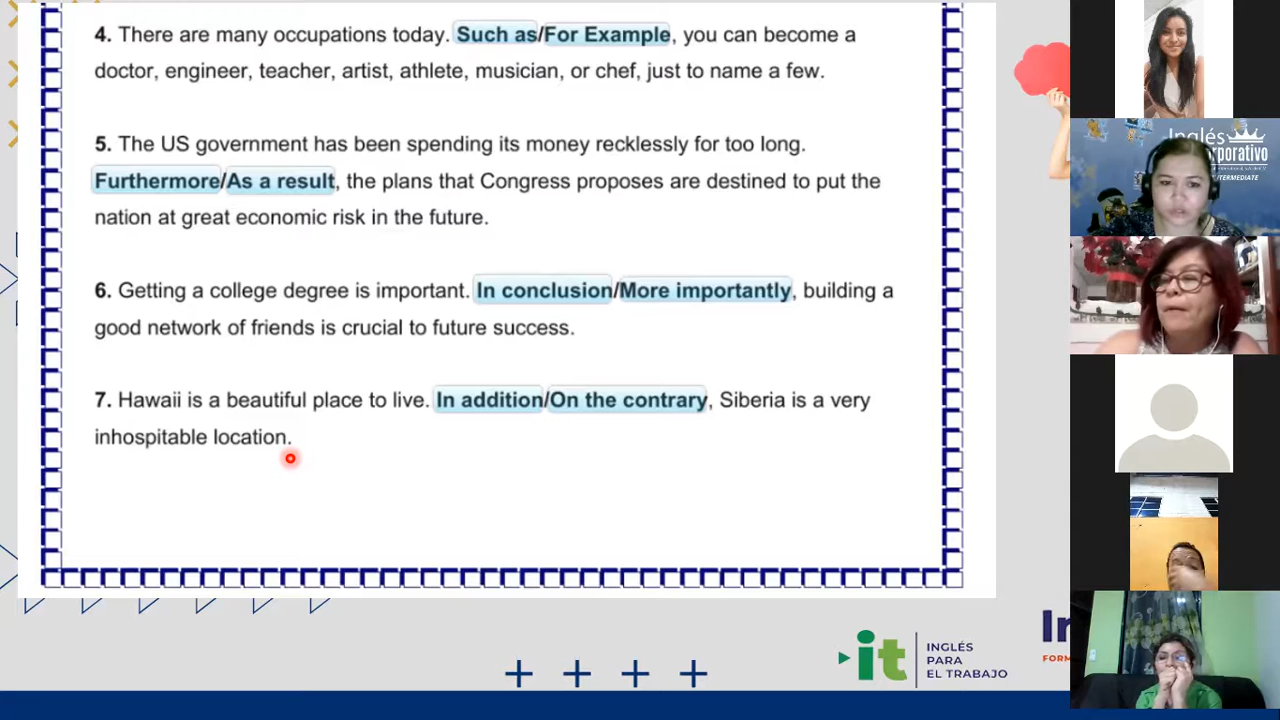 4. There are many occupations today. Such as/For Example, you can become a
doctor, engineer, teacher, artist, athlete, musician, or chef, just to name a few.
5. The US government has been spending its money recklessly for too long.
Furthermore/As a result, the plans that Congress proposes are destined to put the
nation at great economic risk in the future.
6. Getting a college degree is important. In conclusion/More importantly, building a
good network of friends is crucial to future success.
7. Hawaii is a beautiful place to live. In addition/On the contrary, Siberia is a very
inhospitable location.
it
INGLÉS
PARA
EL TRABAJO
In
FORM
Inglés
rporativo
TERMEDIATE